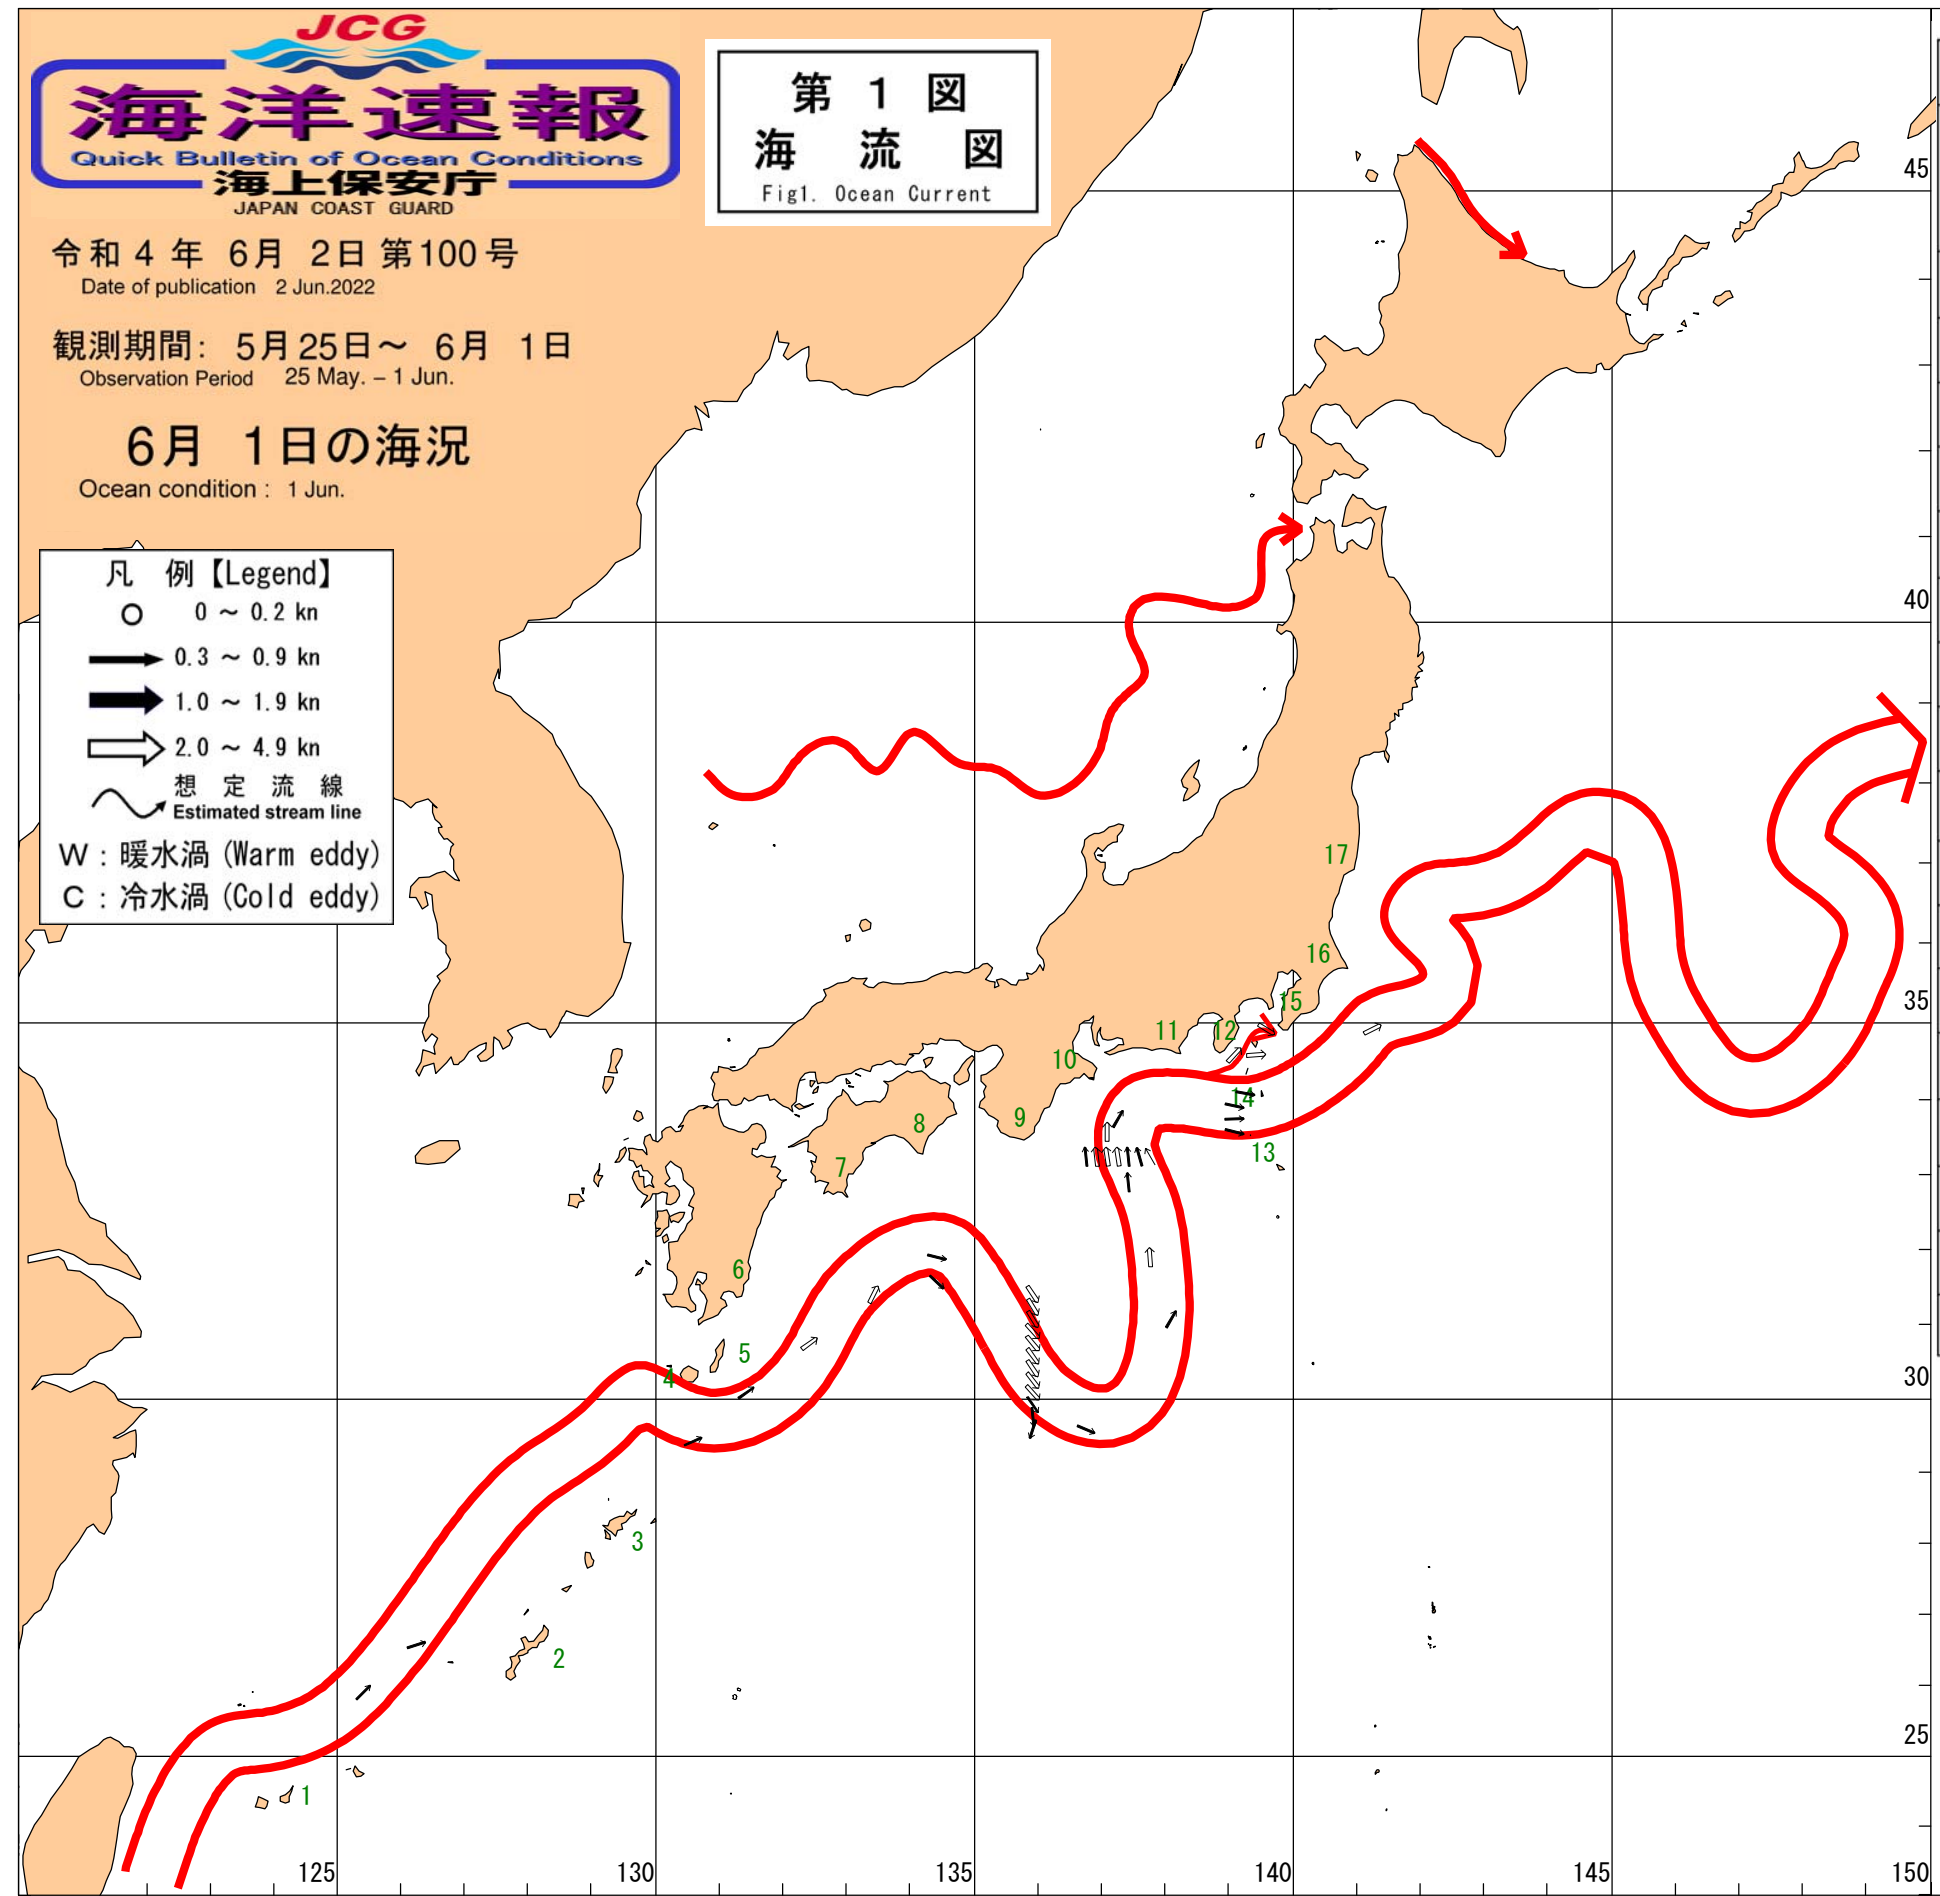 JCG
海洋速報
Quick Bulletin of Ocean Conditions
海上保安庁
JAPAN COAST GUARD
令和 4 年 6月 2日 第100号
Date of publication 2 Jun.2022
観測期間: 5月25日～ 6月 1日
Observation Period 25 May. – 1 Jun.
6月 1日の海況
Ocean condition : 1 Jun.
第 1 図
海 流 図
Fig1. Ocean Current
凡 例【Legend】
0 ～ 0.2 kn
0.3 ～ 0.9 kn
1.0 ～ 1.9 kn
2.0 ～ 4.9 kn
想 定 流 線
Estimated stream line
W : 暖水渦 (Warm eddy)
C : 冷水渦 (Cold eddy)
45
40
17
16
35
15
12
11
10
14
9
8
13
7
6
5
4
30
3
2
25
1
125
130
135
140
145
150